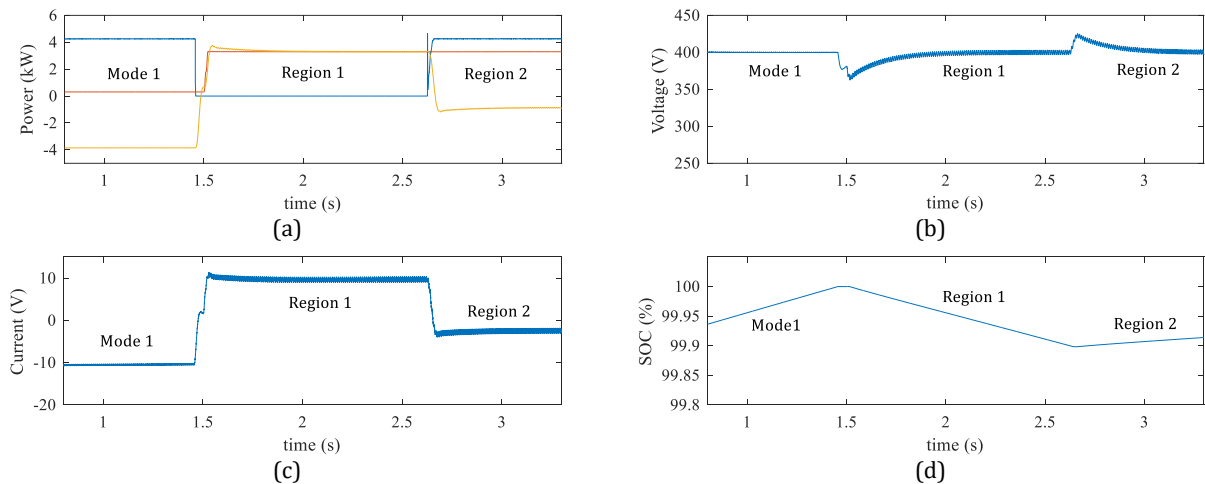 6
4
2
0
-2
-4
Power (kW)
Mode 1
Region 1
Region 2
1
1.5
2
2.5
3
time (s)
(a)
450
400
350
300
250
Voltage (V)
Mode 1
Region 1
Region 2
1
1.5
2
2.5
3
time (s)
(b)
10
0
-10
-20
Current (V)
Mode 1
Region 1
Region 2
1
1.5
2
2.5
3
time (s)
(c)
100
99.95
99.9
99.85
99.8
SOC (%)
Mode1
Region 1
Region 2
1
1.5
2
2.5
3
time (s)
(d)